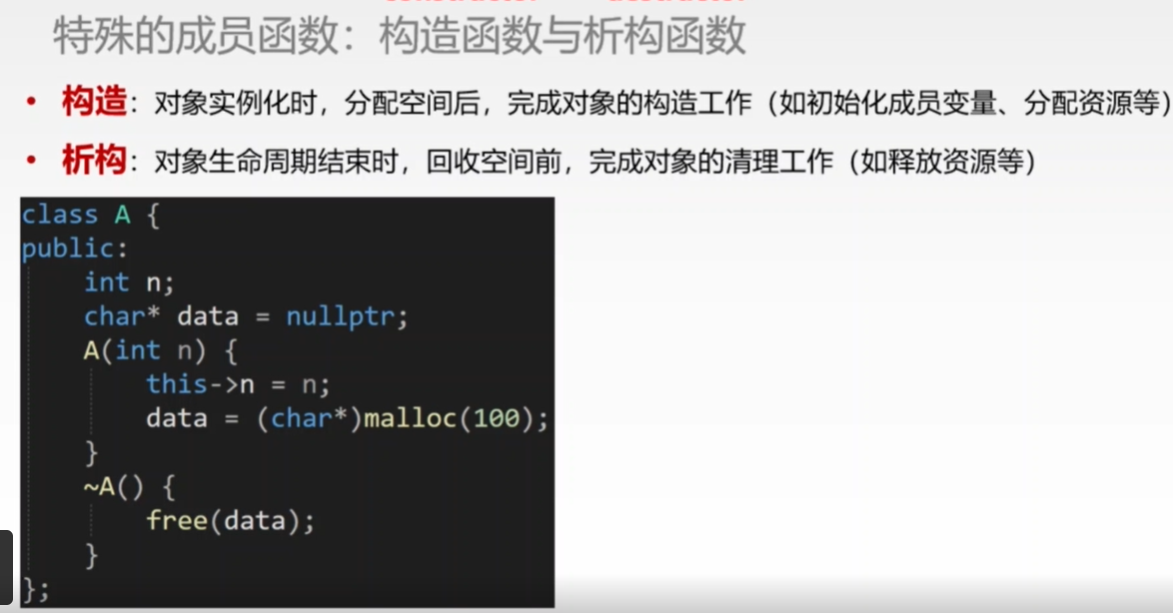 特殊的成员函数：构造函数与析构函数
• 构造：对象实例化时，分配空间后，完成对象的构造工作（如初始化成员变量、分配资源等）
• 析构：对象生命周期结束时，回收空间前，完成对象的清理工作（如释放资源等）
class A {
public:
    int n;
    char* data = nullptr;
    A(int n) {
        this->n = n;
        data = (char*)malloc(100);
    }
    ~A() {
        free(data);
    }
};